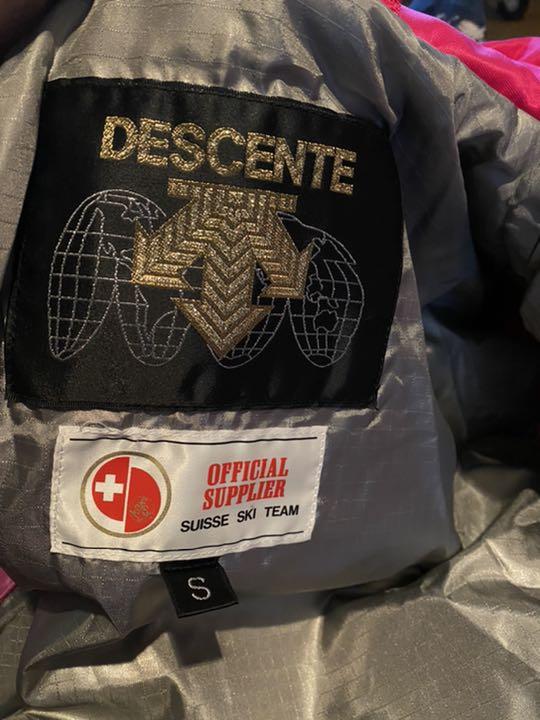 DESCENTE
OFFICIAL
SUPPLIER
SUISSE SKI TEAM
S